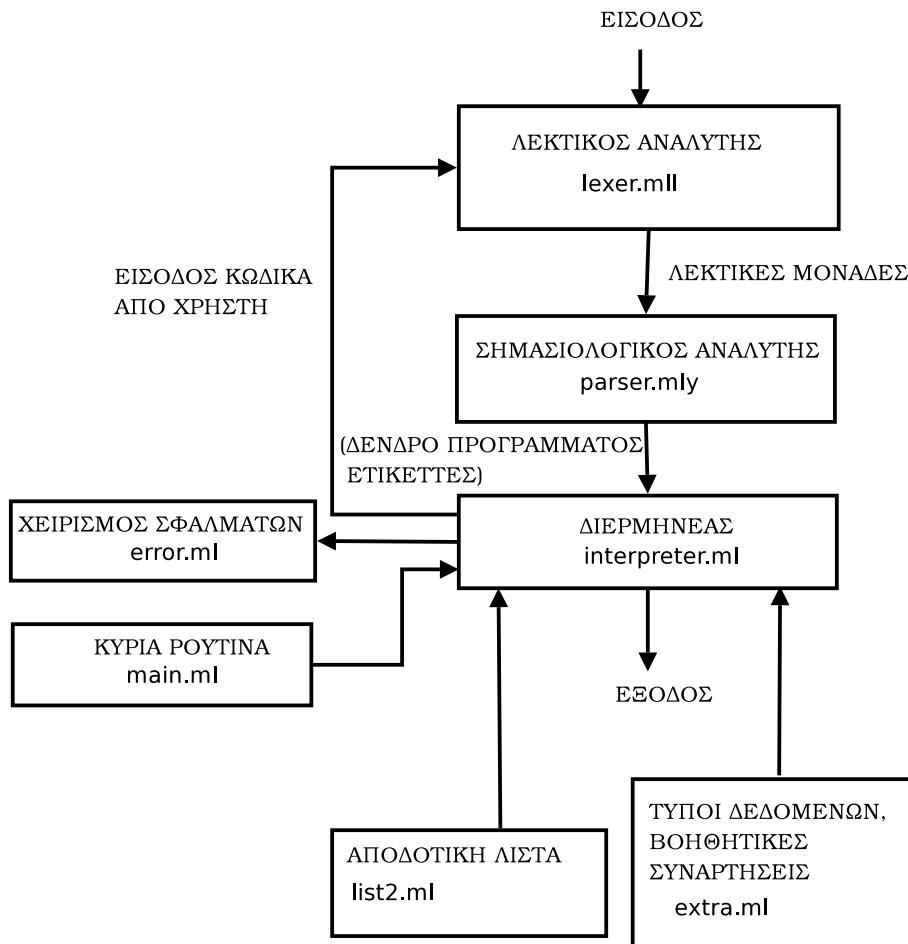 ΕΙΣΟΔΟΣ
ΛΕΚΤΙΚΟΣ ΑΝΑΛΥΤΗΣ
lexer.mll
ΕΙΣΟΔΟΣ ΚΩΔΙΚΑ
ΑΠΟ ΧΡΗΣΤΗ
ΛΕΚΤΙΚΕΣ ΜΟΝΑΔΕΣ
ΣΗΜΑΣΙΟΛΟΓΙΚΟΣ ΑΝΑΛΥΤΗΣ
parser.mly
(ΔΕΝΔΡΟ ΠΡΟΓΡΑΜΜΑΤΟΣ
ΕΤΙΚΕΤΤΕΣ)
ΧΕΙΡΙΣΜΟΣ ΣΦΑΛΜΑΤΩΝ
error.ml
ΔΙΕΡΜΗΝΕΑΣ
interpreter.ml
ΚΥΡΙΑ ΡΟΥΤΙΝΑ
main.ml
ΕΞΟΔΟΣ
ΑΠΟΔΟΤΙΚΗ ΛΙΣΤΑ
list2.ml
ΤΥΠΟΙ ΔΕΔΟΜΕΝΩΝ,
ΒΟΗΘΗΤΙΚΕΣ
ΣΥΝΑΡΤΗΣΕΙΣ
extra.ml